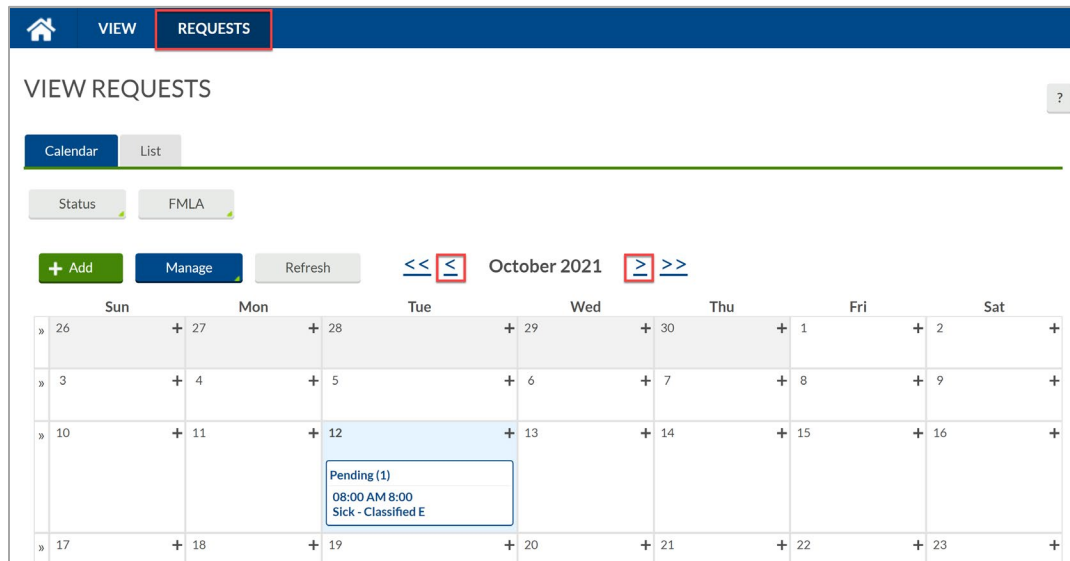 VIEW REQUESTS
VIEW REQUESTS
?
Calendar List
Status FMLA
+ Add Manage Refresh << < October 2021 > >>
Sun Mon Tue Wed Thu Fri Sat
» 26 + 27 + 28 + 29 + 30 + 1 + 2 +
» 3 + 4 + 5 + 6 + 7 + 8 + 9 +
» 10 + 11 + 12 + 13 + 14 + 15 + 16 +
Pending (1)
08:00 AM 8:00
Sick - Classified E
» 17 + 18 + 19 + 20 + 21 + 22 + 23 +